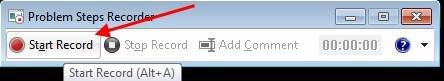 Problem Steps Recorder
Start Record Stop Record Add Comment 00:00:00 ?
Start Record (Alt+A)